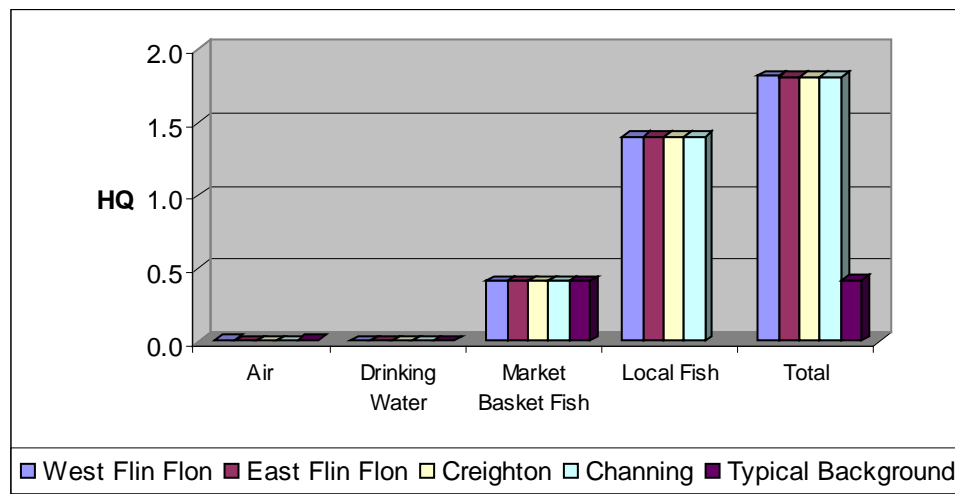 2.0
1.5
HQ 1.0
0.5
0.0
Air Drinking Water Market Basket Fish Local Fish Total
West Flin Flon East Flin Flon Creighton Channing Typical Background